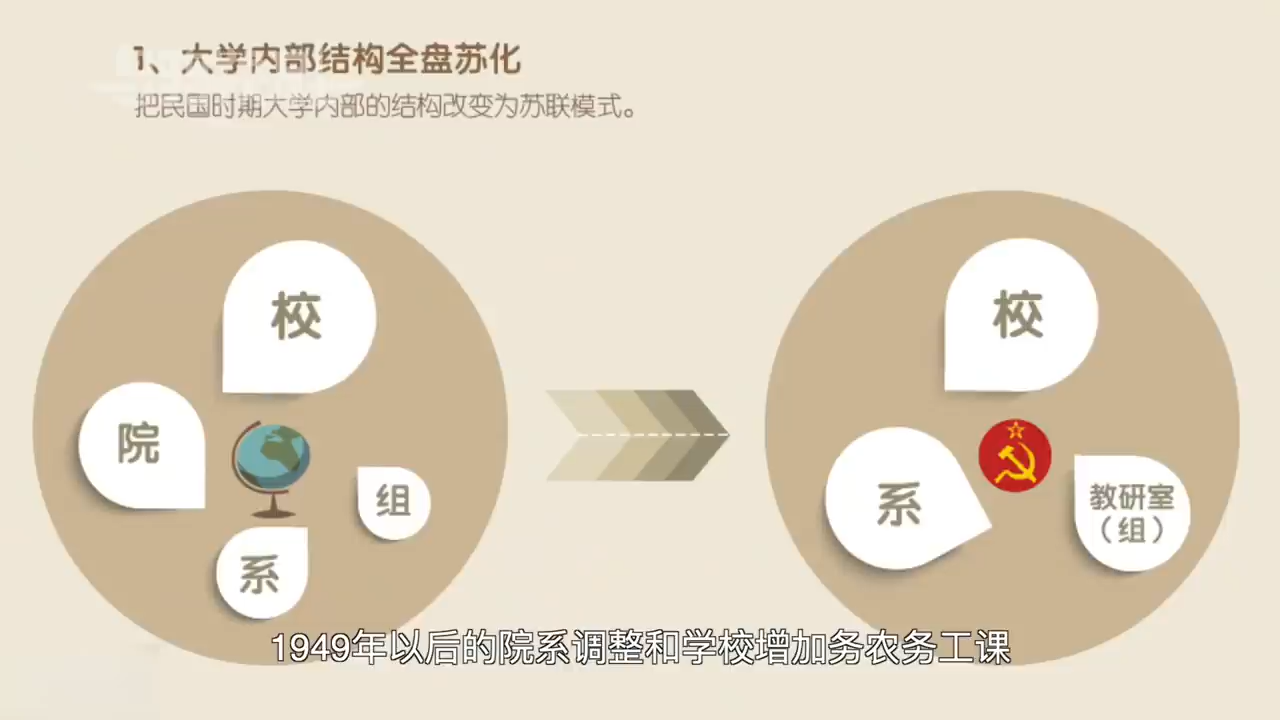 1、大学内部结构全盘苏化
把民国时期大学内部的结构改变为苏联模式。
校
院
组
系
校
系
教研室
（组）
1949年以后的院系调整和学校增加务农务工课